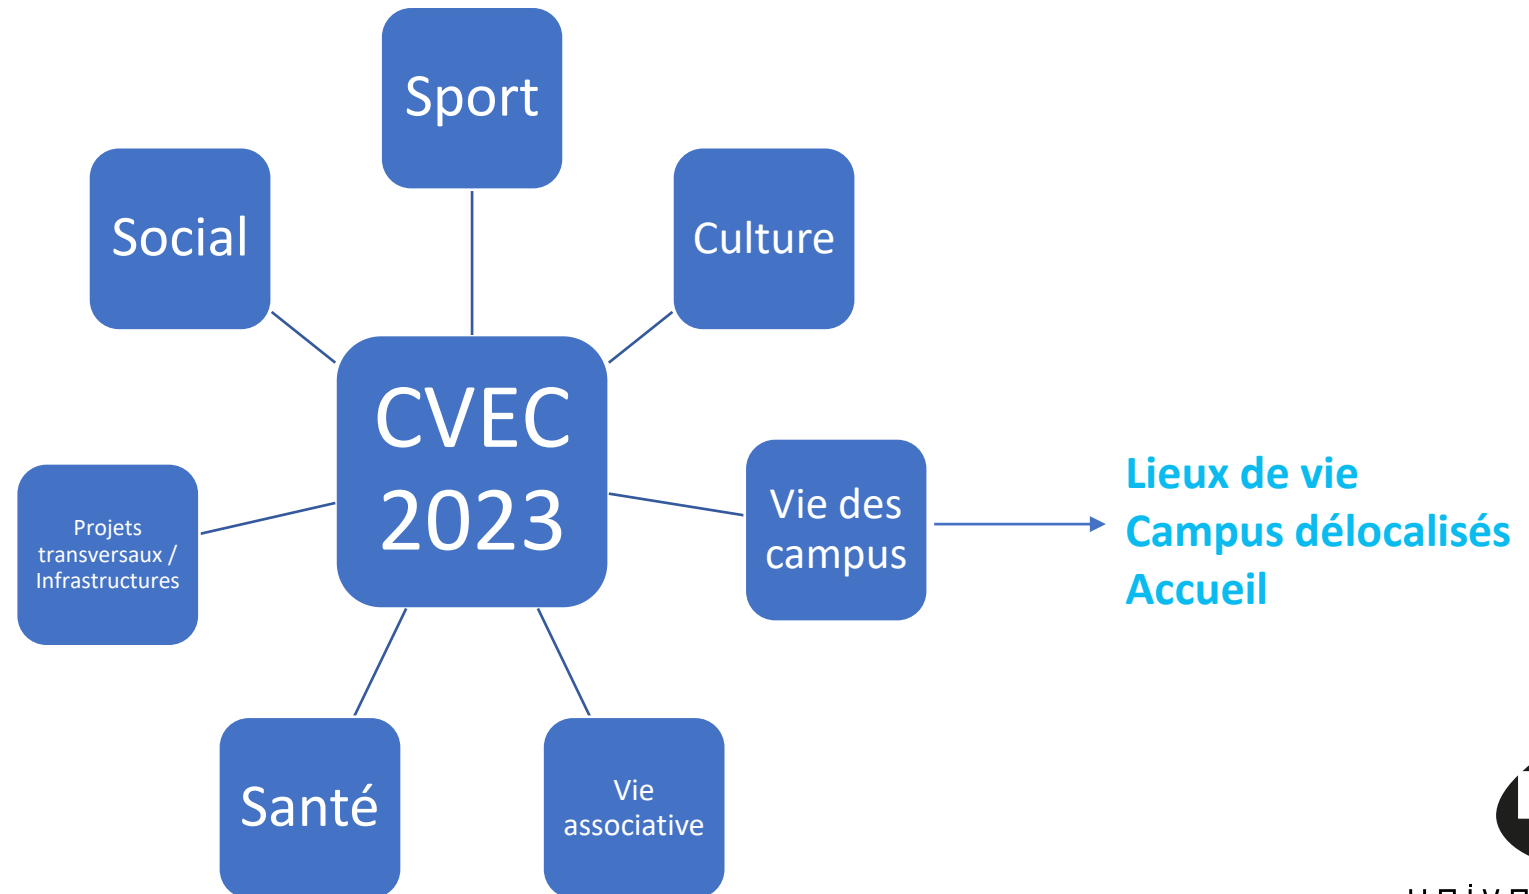 Sport
Social
Culture
CVEC
2023
Vie des
campus
Lieux de vie
Campus délocalisés
Accueil
Projets
transversaux /
Infrastructures
Santé
Vie
associative